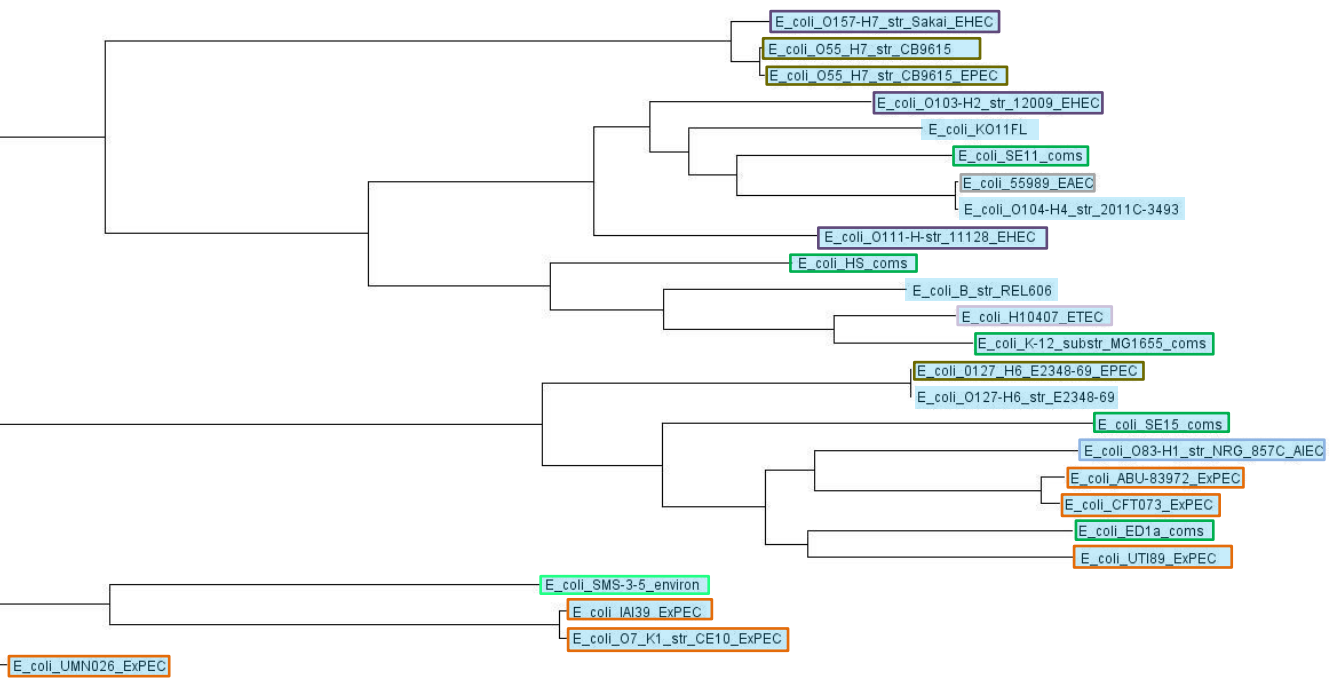 E_coli_O157-H7_str_Sakai_EHEC
E_coli_O55_H7_str_CB9615
E_coli_O55_H7_str_CB9615_EPEC
E_coli_O103-H2_str_12009_EHEC
E_coli_KO11FL
E_coli_SE11_coms
E_coli_55989_EAEC
E_coli_O104-H4_str_2011C-3493
E_coli_O111-H-str_11128_EHEC
E_coli_HS_coms
E_coli_B_str_REL606
E_coli_H10407_ETEC
E_coli_K-12_substr_MG1655_coms
E_coli_0127_H6_E2348-69_EPEC
E_coli_O127-H6_str_E2348-69
E_coli_SE15_coms
E_coli_O83-H1_str_NRG_857C_AIEC
E_coli_ABU-83972_ExPEC
E_coli_CFT073_ExPEC
E_coli_ED1a_coms
E_coli_UTI89_ExPEC
E_coli_SMS-3-5_environ
E_coli_IAI39_ExPEC
E_coli_O7_K1_str_CE10_ExPEC
E_coli_UMN026_ExPEC